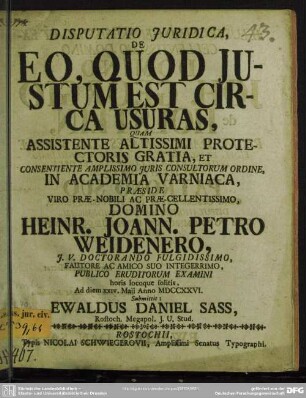 43.
DISPUTATIO JURIDICA,
DE
EO, QUOD JU-
STUM EST CIR-
CA USURAS,
QUAM
ASSISTENTE ALTISSIMI PROTE-
CTORIS GRATIA, ET
CONSENTIENTE AMPLISSIMO JURIS CONSULTORUM ORDINE,
IN ACADEMIA VARNIACA,
PRÆSIDE
VIRO PRÆ-NOBILI AC PRÆ-CELLENTISSIMO,
DOMINO
HEINR. JOANN. PETRO
WEIDENERO,
J. V. DOCTORANDO FULGIDISSIMO,
FAUTORE AC AMICO SUO INTEGERRIMO,
PUBLICO ERUDITORUM EXAMINI
horis locoque solitis,
Ad diem xxiv. Maii Anno MDCCXXVI.
Submittit:
EWALDUS DANIEL SASS,
Rostoch. Megapol. J U. Stud.
ROSTOCHII,
Typis NICOLAI SCHWIEGEROVII, Amplissimi Senatus Typographi.